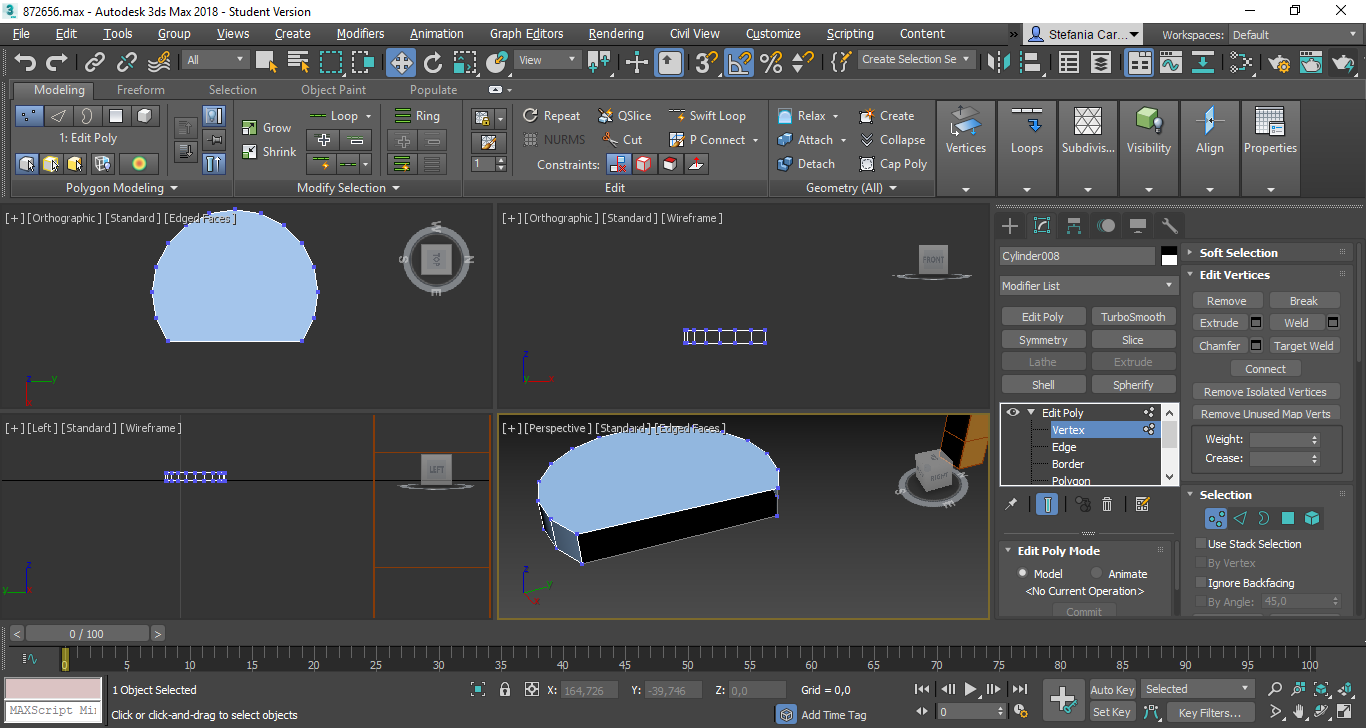 872656.max - Autodesk 3ds Max 2018 - Student Version
File Edit Tools Group Views Create Modifiers Animation Graph Editors Rendering Civil View Customize Scripting Content » Stefania Car... Workspaces: Default
All View Create Selection Se
Modeling Freeform Selection Object Paint Populate
Loop Ring Repeat QSlice Swift Loop Relax Create
1: Edit Poly Grow NURMS Cut P Connect Attach Collapse Vertices Loops Subdivis... Visibility Align Properties
Shrink 1 Constraints: Detach Cap Poly
Polygon Modeling Modify Selection Edit Geometry (All)
[+] [Orthographic] [Standard] [Edged Faces]
[+] [Orthographic] [Standard] [Wireframe]
W S N E TOP
FRONT
z y
z y x
[+] [Left] [Standard] [Wireframe]
[+] [Perspective] [Standard] [Edged Faces]
LEFT
RIGHT S E
z y
z y
Cylinder008
Modifier List
Edit Poly TurboSmooth
Symmetry Slice
Lathe Extrude
Shell Spherify
Edit Poly
Vertex
Edge
Border
Polygon
Edit Poly Mode
Model Animate
<No Current Operation>
Commit
Soft Selection
Edit Vertices
Remove Break
Extrude Weld
Chamfer Target Weld
Connect
Remove Isolated Vertices
Remove Unused Map Verts
Weight:
Crease:
Selection
Use Stack Selection
By Vertex
Ignore Backfacing
By Angle: 45,0
< 0 / 100 >
0 5 10 15 20 25 30 35 40 45 50 55 60 65 70 75 80 85 90 95 100
1 Object Selected X: 164,726 Y: -39,746 Z: 0,0 Grid = 0,0 Auto Key Selected
MAXScript Mi Click or click-and-drag to select objects Add Time Tag 0 Set Key Key Filters...